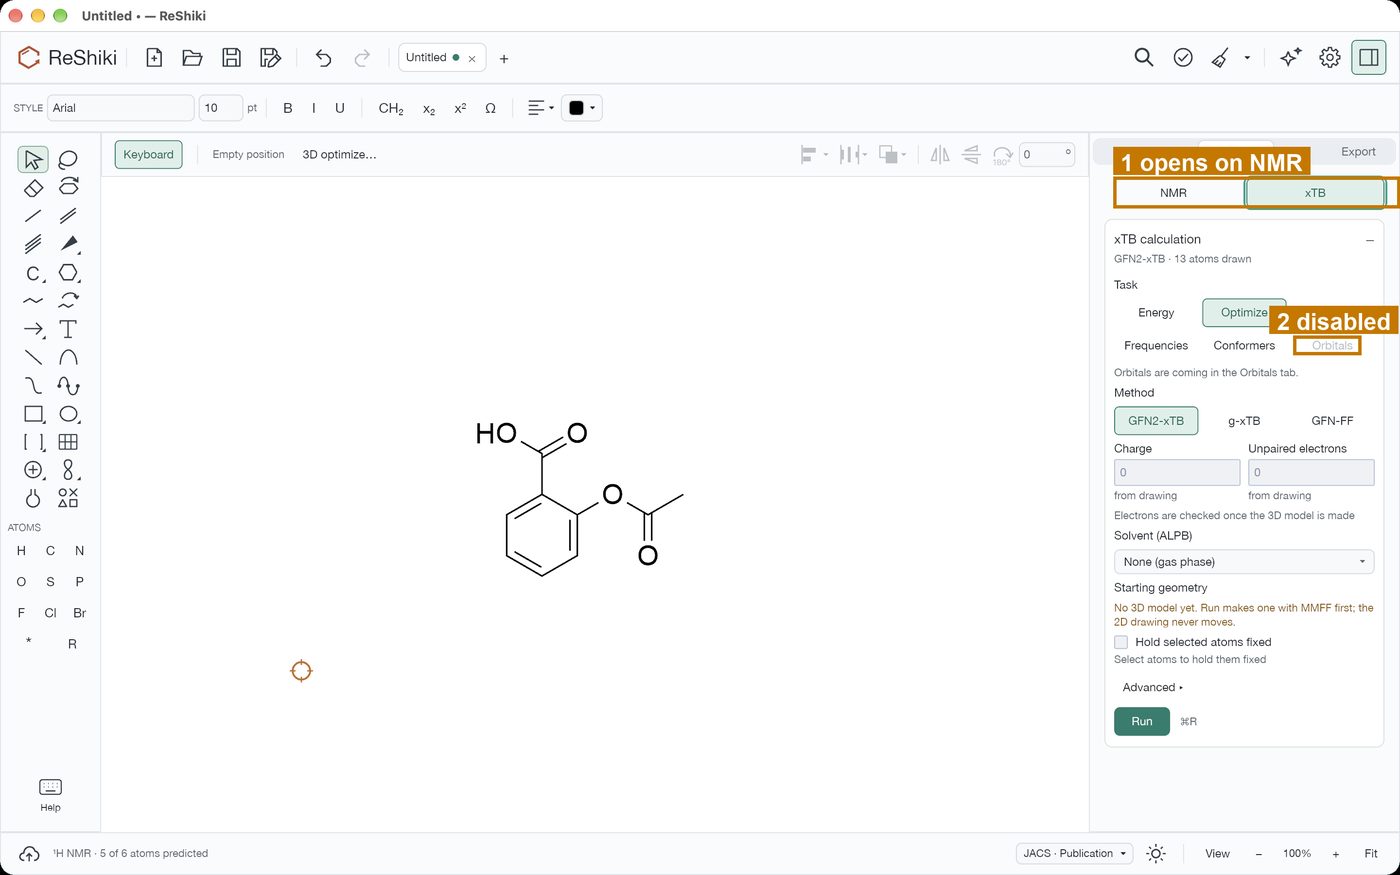 Untitled • — ReShiki
ReShiki
Untitled
STYLE Arial 10 pt B I U CH₂ x₂ x² Ω
Keyboard Empty position 3D optimize... 180° 0 °
Export
1 opens on NMR
NMR xTB
xTB calculation
GFN2-xTB · 13 atoms drawn
Task
Energy Optimize
2 disabled
Frequencies Conformers Orbitals
Orbitals are coming in the Orbitals tab.
Method
GFN2-xTB g-xTB GFN-FF
Charge Unpaired electrons
0 0
from drawing from drawing
Electrons are checked once the 3D model is made
Solvent (ALPB)
None (gas phase)
Starting geometry
No 3D model yet. Run makes one with MMFF first; the
2D drawing never moves.
Hold selected atoms fixed
Select atoms to hold them fixed
Advanced
Run ⌘R
C
T
HO O
O
O
ATOMS
H C N
O S P
F Cl Br
* R
Help
¹H NMR · 5 of 6 atoms predicted
JACS · Publication View − 100% + Fit